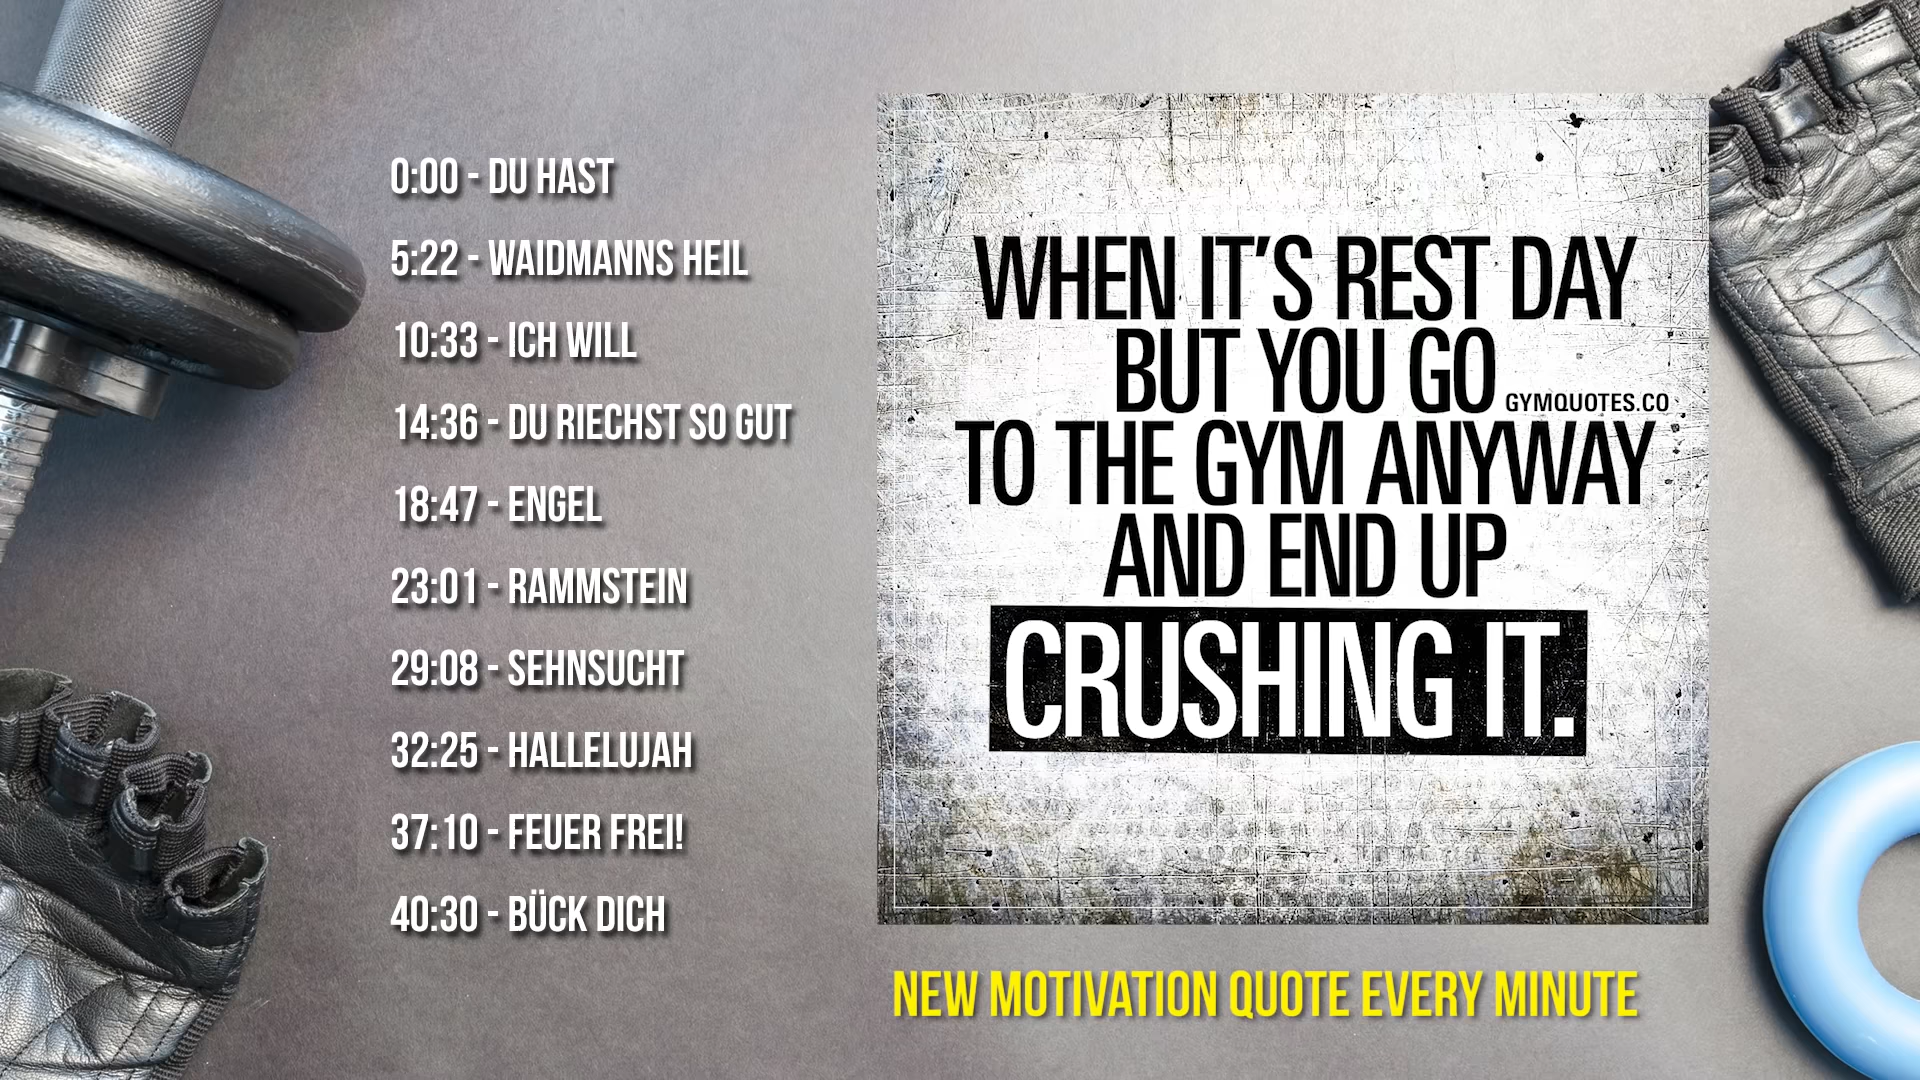 0:00 - DU HAST
5:22 - WAIDMANNS HEIL
10:33 - ICH WILL
14:36 - DU RIECHST SO GUT
18:47 - ENGEL
23:01 - RAMMSTEIN
29:08 - SEHNSUCHT
32:25 - HALLELUJAH
37:10 - FEUER FREI!
40:30 - BÜCK DICH
WHEN IT'S REST DAY
BUT YOU GO
GYMQUOTES.CO
TO THE GYM ANYWAY
AND END UP
CRUSHING IT.
NEW MOTIVATION QUOTE EVERY MINUTE